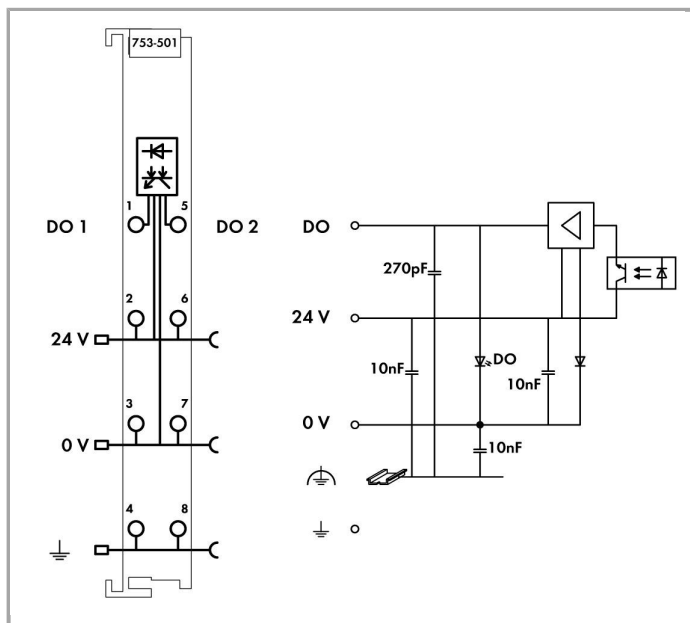 753-501
1 5
DO 1 DO 2
2 6
24 V
3 7
0 V
4 8
DO
270pF
24 V
10nF DO 10nF
0 V
10nF